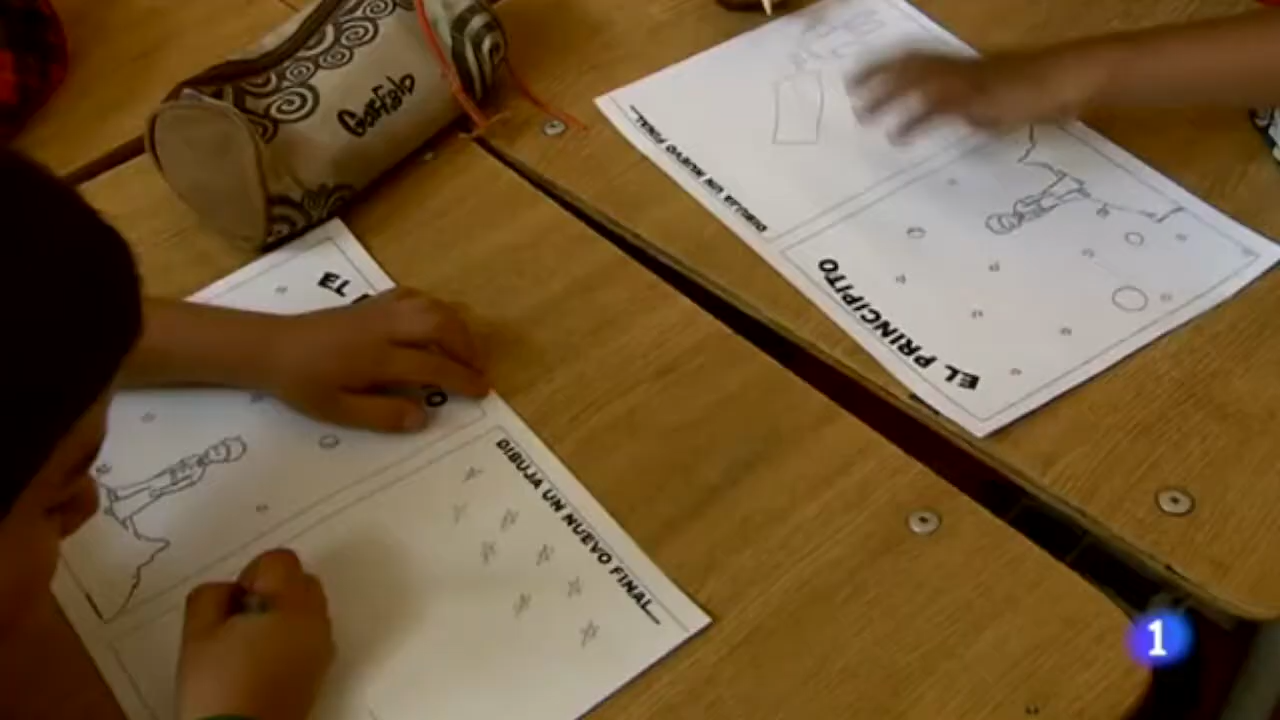 Garfield
DIBUJA UN NUEVO FINAL...
EL PRINCIPITO
EL
O
DIBUJA UN NUEVO FINAL...
1